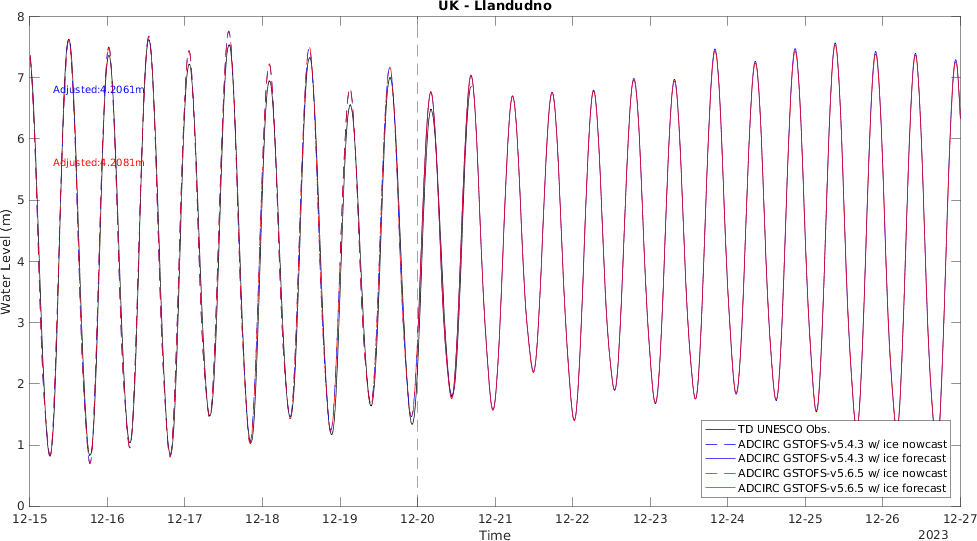 UK - Llandudno
8
7
6
5
4
3
2
1
0
Water Level (m)
Adjusted:4.2061m
Adjusted:4.2081m
TD UNESCO Obs.
ADCIRC GSTOFS-v5.4.3 w/ ice nowcast
ADCIRC GSTOFS-v5.4.3 w/ ice forecast
ADCIRC GSTOFS-v5.6.5 w/ ice nowcast
ADCIRC GSTOFS-v5.6.5 w/ ice forecast
12-15 12-16 12-17 12-18 12-19 12-20 12-21 12-22 12-23 12-24 12-25 12-26 12-27
Time
2023